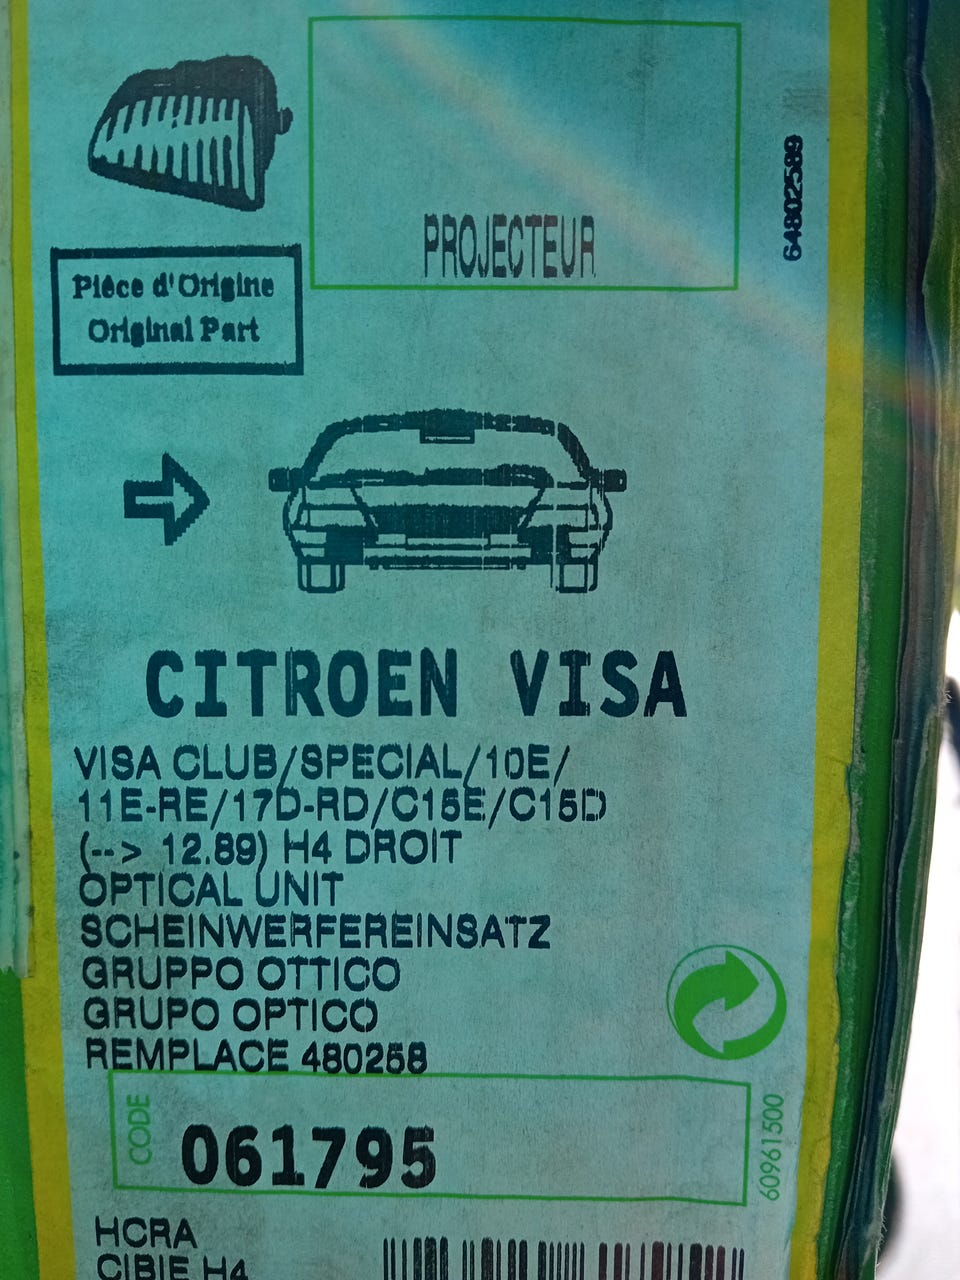 PROJECTEUR
64802589
Pièce d'Origine
Original Part
CITROEN VISA
VISA CLUB/SPECIAL/10E/
11E-RE/17D-RD/C15E/C15D
(--> 12.89) H4 DROIT
OPTICAL UNIT
SCHEINWERFEREINSATZ
GRUPPO OTTICO
GRUPO OPTICO
REMPLACE 480258
CODE
061795
60961500
HCRA
CIBIE H4